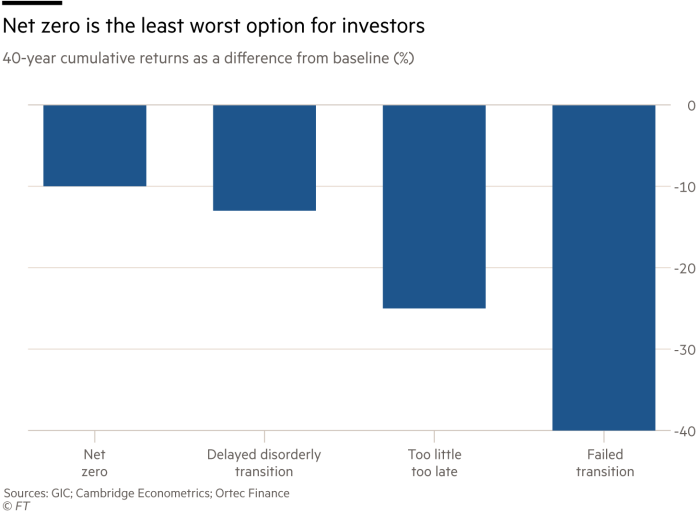 Net zero is the least worst option for investors
40-year cumulative returns as a difference from baseline (%)
0
-10
-20
-30
-40
Net
zero
Delayed disorderly
transition
Too little
too late
Failed
transition
Sources: GIC; Cambridge Econometrics; Ortec Finance
© FT